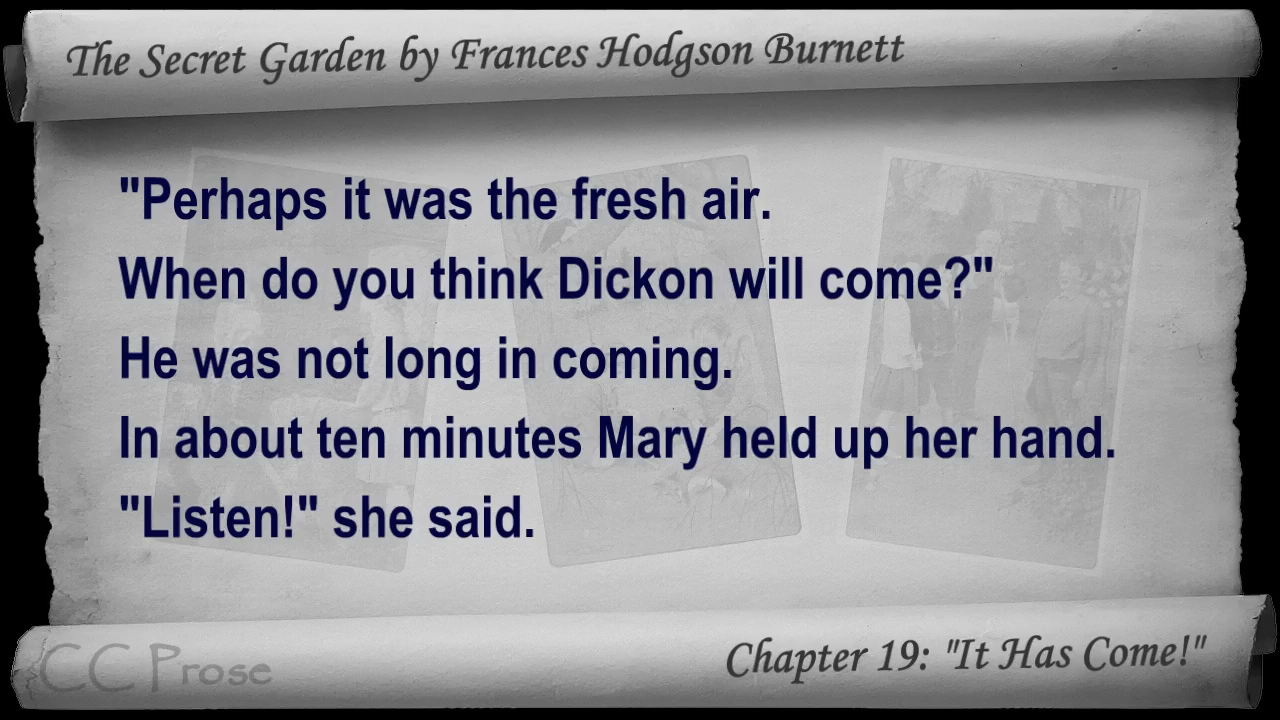 The Secret Garden by Frances Hodgson Burnett
"Perhaps it was the fresh air.
When do you think Dickon will come?"
He was not long in coming.
In about ten minutes Mary held up her hand.
"Listen!" she said.
CC Prose
Chapter 19: "It Has Come!"